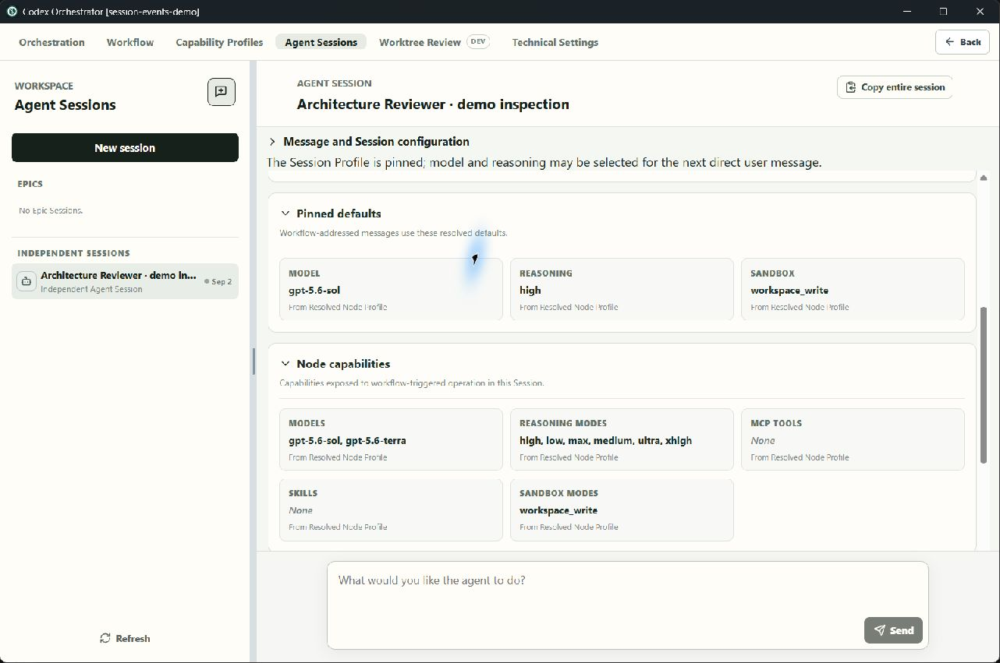 Codex Orchestrator [session-events-demo]
Orchestration
Workflow
Capability Profiles
Agent Sessions
Worktree Review DEV
Technical Settings
Back
WORKSPACE
Agent Sessions
New session
EPICS
No Epic Sessions.
INDEPENDENT SESSIONS
Architecture Reviewer · demo in...
Independent Agent Session
Sep 2
Refresh
AGENT SESSION
Architecture Reviewer · demo inspection
Copy entire session
Message and Session configuration
The Session Profile is pinned; model and reasoning may be selected for the next direct user message.
Pinned defaults
Workflow-addressed messages use these resolved defaults.
MODEL
gpt-5.6-sol
From Resolved Node Profile
REASONING
high
From Resolved Node Profile
SANDBOX
workspace_write
From Resolved Node Profile
Node capabilities
Capabilities exposed to workflow-triggered operation in this Session.
MODELS
gpt-5.6-sol, gpt-5.6-terra
From Resolved Node Profile
REASONING MODES
high, low, max, medium, ultra, xhigh
From Resolved Node Profile
MCP TOOLS
None
From Resolved Node Profile
SKILLS
None
From Resolved Node Profile
SANDBOX MODES
workspace_write
From Resolved Node Profile
What would you like the agent to do?
Send